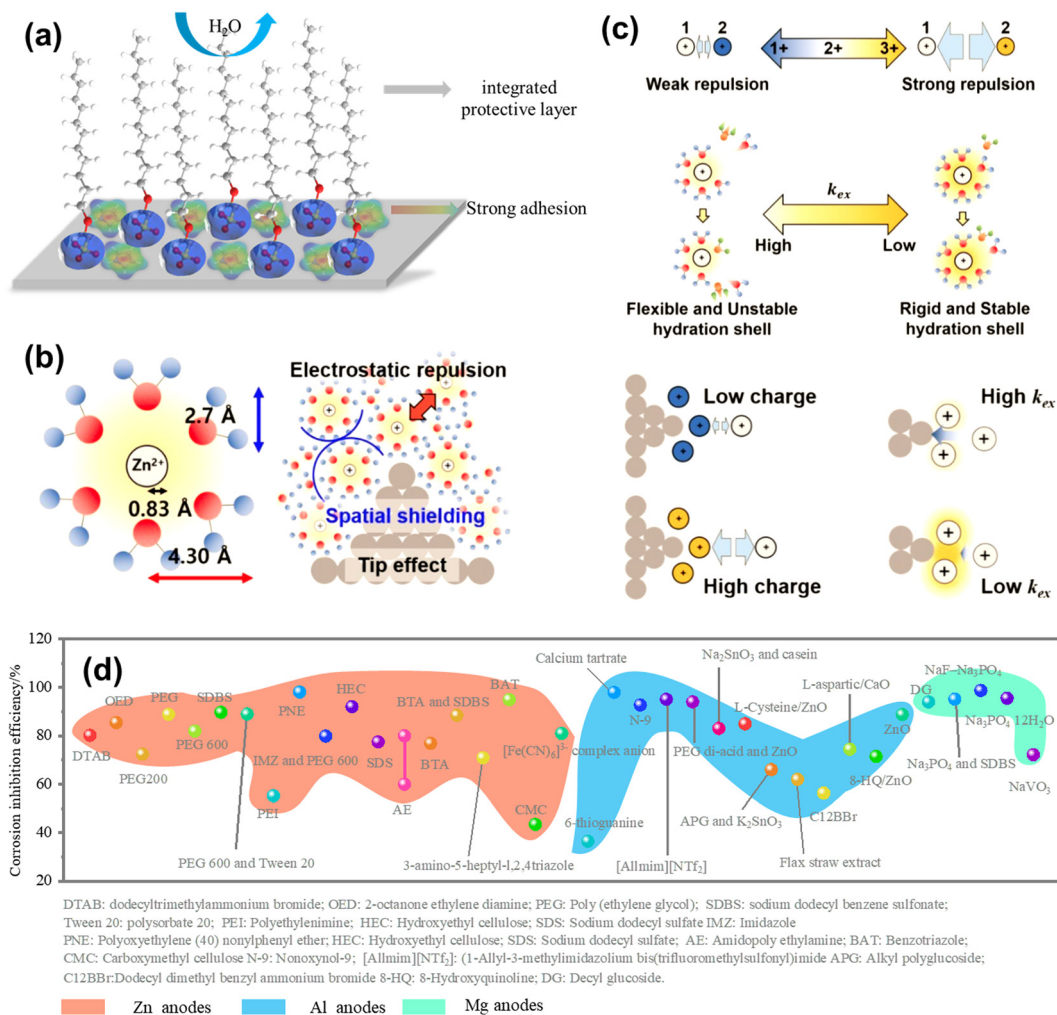 (a)
H₂O
integrated
protective layer
Strong adhesion
(b)
Zn²⁺
2.7 Å
0.83 Å
4.30 Å
Electrostatic repulsion
Spatial shielding
Tip effect
(c)
1 2
Weak repulsion
1+ 2+ 3+
1 2
Strong repulsion
kₑₓ
High Low
Flexible and Unstable
hydration shell
Rigid and Stable
hydration shell
Low charge
High kₑₓ
High charge
Low kₑₓ
(d)
Corrosion inhibition efficiency/%
120
100
80
60
40
20
DTAB
OED
PEG200
PEG
PEG 600
SDBS
PEG 600 and Tween 20
PEI
PNE
IMZ and PEG 600
HEC
SDS
AE
BTA
BTA and SDBS
3-amino-5-heptyl-l,2,4triazole
BAT
CMC
[Fe(CN)₆]³⁻ complex anion
6-thioguanine
Calcium tartrate
N-9
[Allmim][NTf₂]
PEG di-acid and ZnO
Na₂SnO₃ and casein
L-Cysteine/ZnO
APG and K₂SnO₃
Flax straw extract
C12BBr
L-aspartic/CaO
8-HQ/ZnO
ZnO
DG
Na₃PO₄ and SDBS
NaF-Na₃PO₄
Na₃PO₄ 12H₂O
NaVO₃
DTAB: dodecyltrimethylammonium bromide; OED: 2-octanone ethylene diamine; PEG: Poly (ethylene glycol); SDBS: sodium dodecyl benzene sulfonate;
Tween 20: polysorbate 20; PEI: Polyethylenimine; HEC: Hydroxyethyl cellulose; SDS: Sodium dodecyl sulfate IMZ: Imidazole
PNE: Polyoxyethylene (40) nonylphenyl ether; HEC: Hydroxyethyl cellulose; SDS: Sodium dodecyl sulfate; AE: Amidopoly ethylamine; BAT: Benzotriazole;
CMC: Carboxymethyl cellulose N-9: Nonoxynol-9; [Allmim][NTf₂]: (1-Allyl-3-methylimidazolium bis(trifluoromethylsulfonyl)imide APG: Alkyl polyglucoside;
C12BBr:Dodecyl dimethyl benzyl ammonium bromide 8-HQ: 8-Hydroxyquinoline; DG: Decyl glucoside.
Zn anodes
Al anodes
Mg anodes